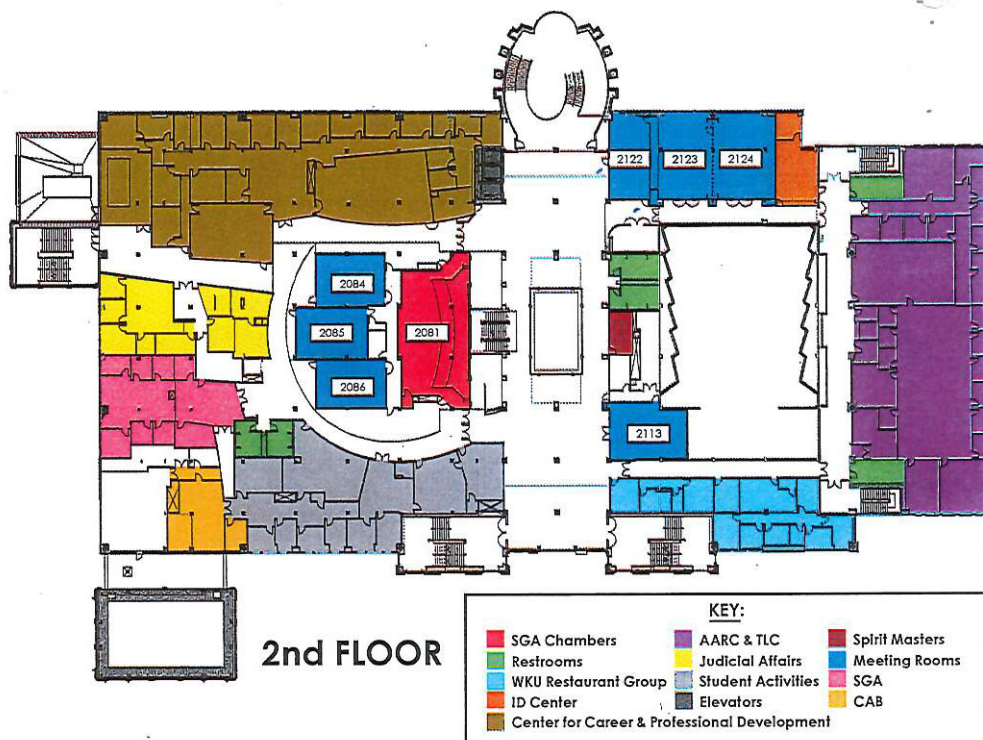 2122
2123
2124
2084
2085
2081
2086
2113
2nd FLOOR
KEY:
SGA Chambers
AARC & TLC
Spirit Masters
Restrooms
Judicial Affairs
Meeting Rooms
WKU Restaurant Group
Student Activities
SGA
ID Center
Elevators
CAB
Center for Career & Professional Development